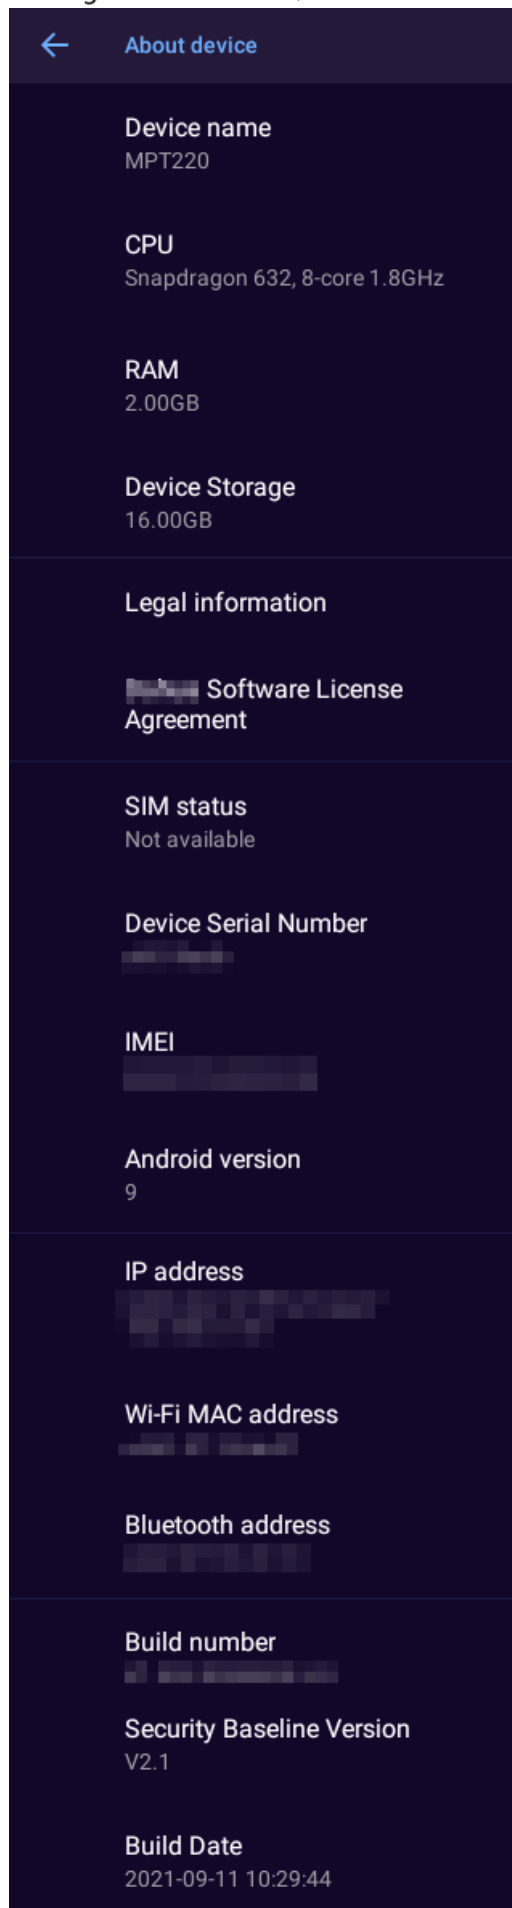 About device
Device name
MPT220
CPU
Snapdragon 632, 8-core 1.8GHz
RAM
2.00GB
Device Storage
16.00GB
Legal information
Software License
Agreement
SIM status
Not available
Device Serial Number
IMEI
Android version
9
IP address
Wi-Fi MAC address
Bluetooth address
Build number
Security Baseline Version
V2.1
Build Date
2021-09-11 10:29:44